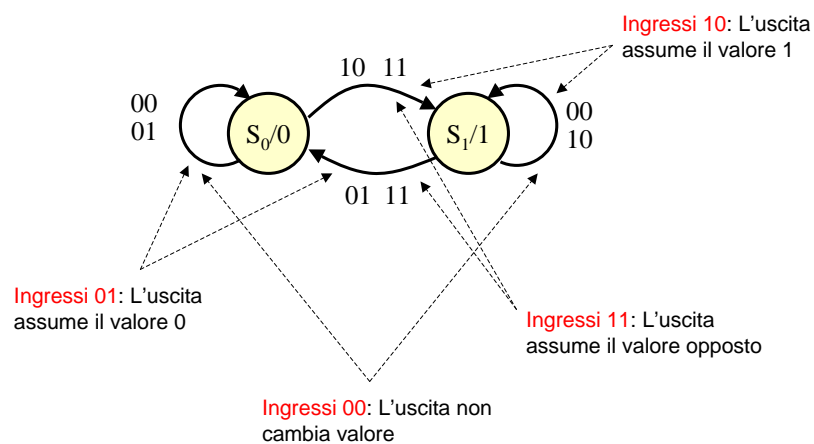 Ingressi 10: L'uscita
assume il valore 1
10 11
00
01
S0/0
S1/1
00
10
01 11
Ingressi 01: L'uscita
assume il valore 0
Ingressi 11: L'uscita
assume il valore opposto
Ingressi 00: L'uscita non
cambia valore